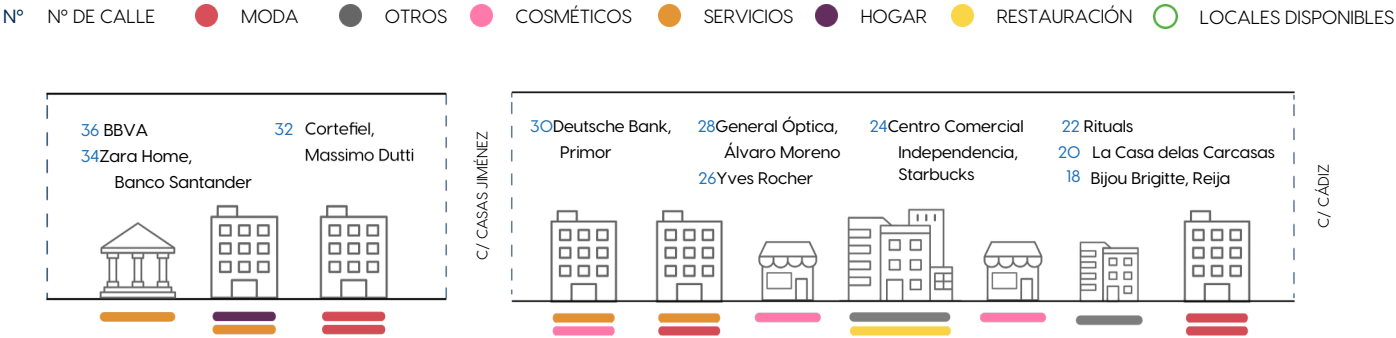 Nº Nº DE CALLE MODA OTROS COSMÉTICOS SERVICIOS HOGAR RESTAURACIÓN LOCALES DISPONIBLES
36 BBVA
34Zara Home,
Banco Santander
32 Cortefiel,
Massimo Dutti
C/ CASAS JIMÉNEZ
30Deutsche Bank,
Primor
28General Óptica,
Álvaro Moreno
26Yves Rocher
24Centro Comercial
Independencia,
Starbucks
22 Rituals
20 La Casa delas Carcasas
18 Bijou Brigitte, Reija
C/ CÁDIZ